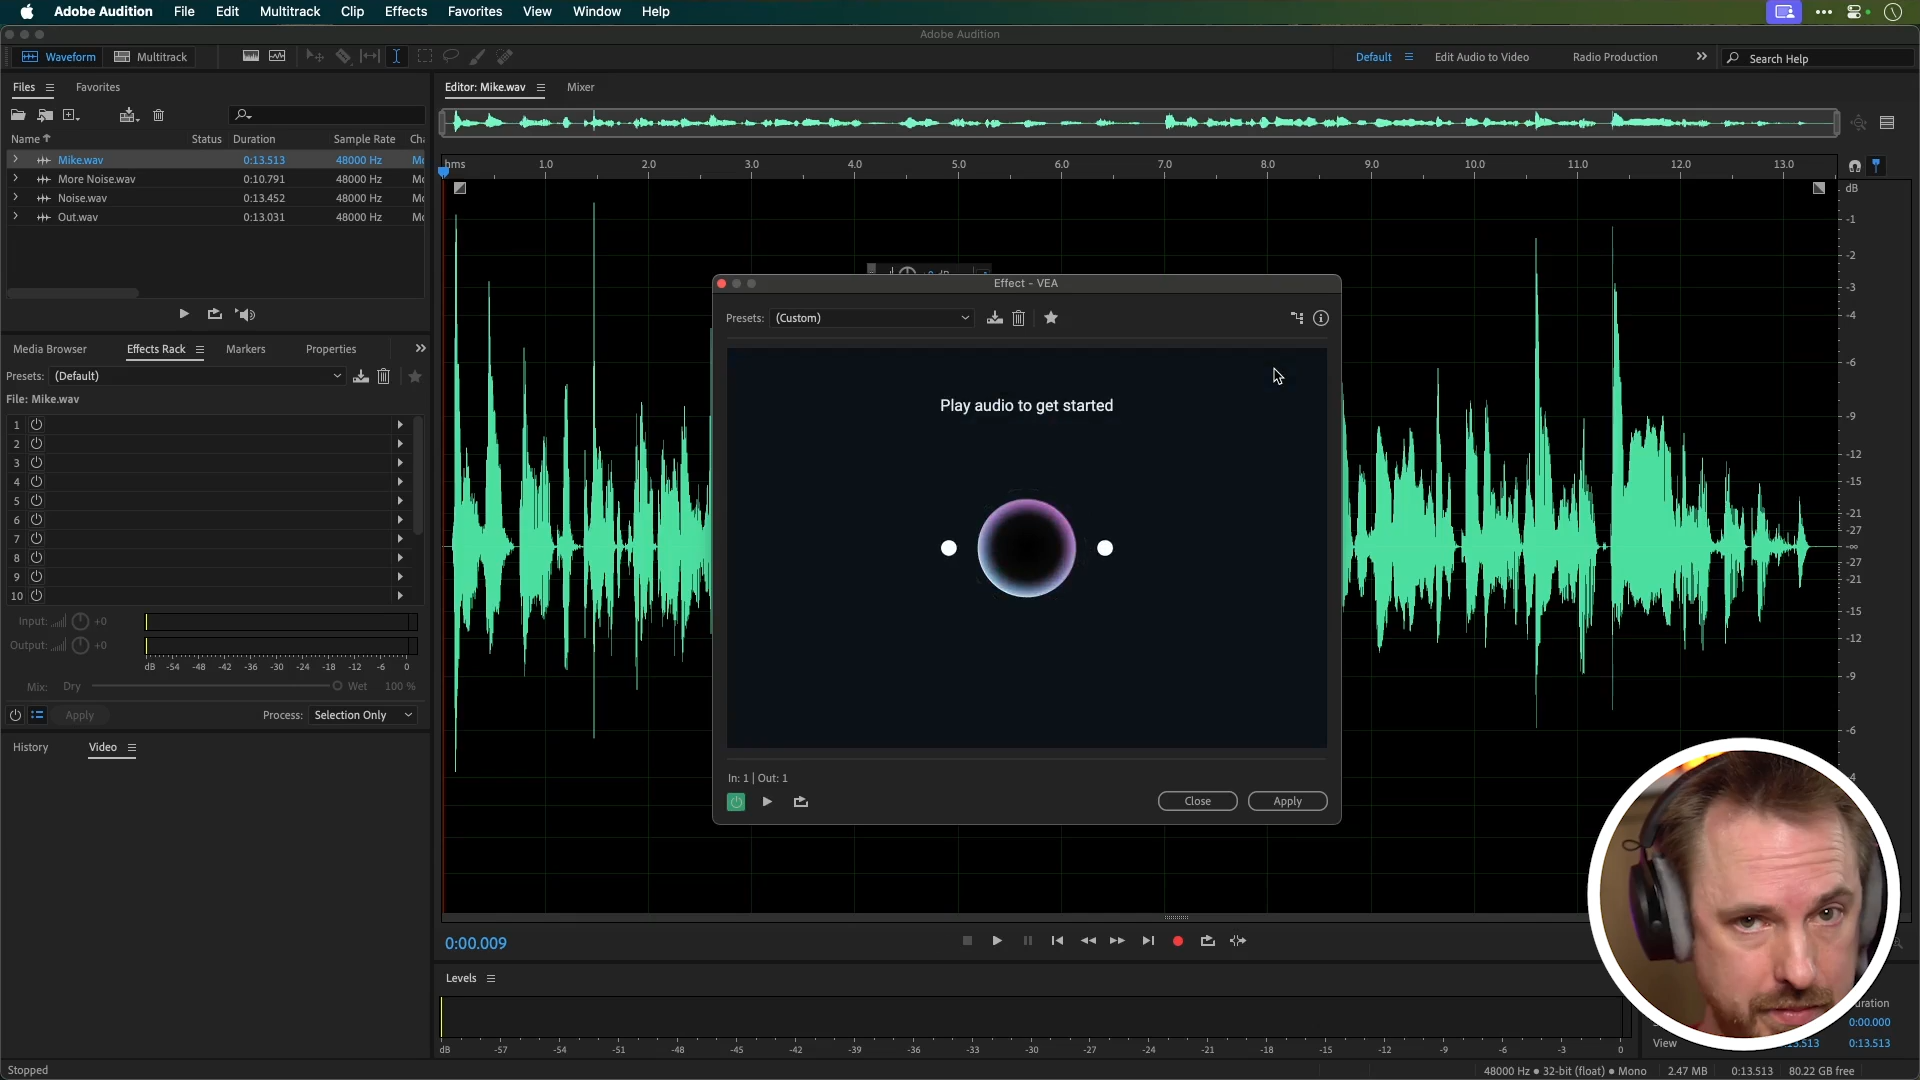 Adobe Audition File Edit Multitrack Clip Effects Favorites View Window Help
Adobe Audition
Waveform Multitrack Default Edit Audio to Video Radio Production Search Help
Files Favorites
Editor: Mike.wav Mixer
Name Status Duration Sample Rate Ch
Mike.wav 0:13.513 48000 Hz Mo
More Noise.wav 0:10.791 48000 Hz Mo
Noise.wav 0:13.452 48000 Hz Mo
Out.wav 0:13.031 48000 Hz Mo
hms 1.0 2.0 3.0 4.0 5.0 6.0 7.0 8.0 9.0 10.0 11.0 12.0 13.0
dB
-1
-2
-3
-4
-6
-9
-12
-15
-21
-27
-∞
-27
-21
-15
-12
-9
-6
-4
Media Browser Effects Rack Markers Properties
Presets: (Default)
File: Mike.wav
1
2
3
4
5
6
7
8
9
10
Input: +0
Output: +0
dB -54 -48 -42 -36 -30 -24 -18 -12 -6 0
Mix: Dry Wet 100 %
Apply Process: Selection Only
History Video
Effect - VEA
Presets: (Custom)
Play audio to get started
In: 1 | Out: 1
Close Apply
0:00.009
Levels
dB -57 -54 -51 -48 -45 -42 -39 -36 -33 -30 -27 -24 -21 -18 -15 -12 -9 -6 -3 0
uration
0:00.000
View 3.513 0:13.513
Stopped
48000 Hz • 32-bit (float) • Mono 2.47 MB 0:13.513 80.22 GB free